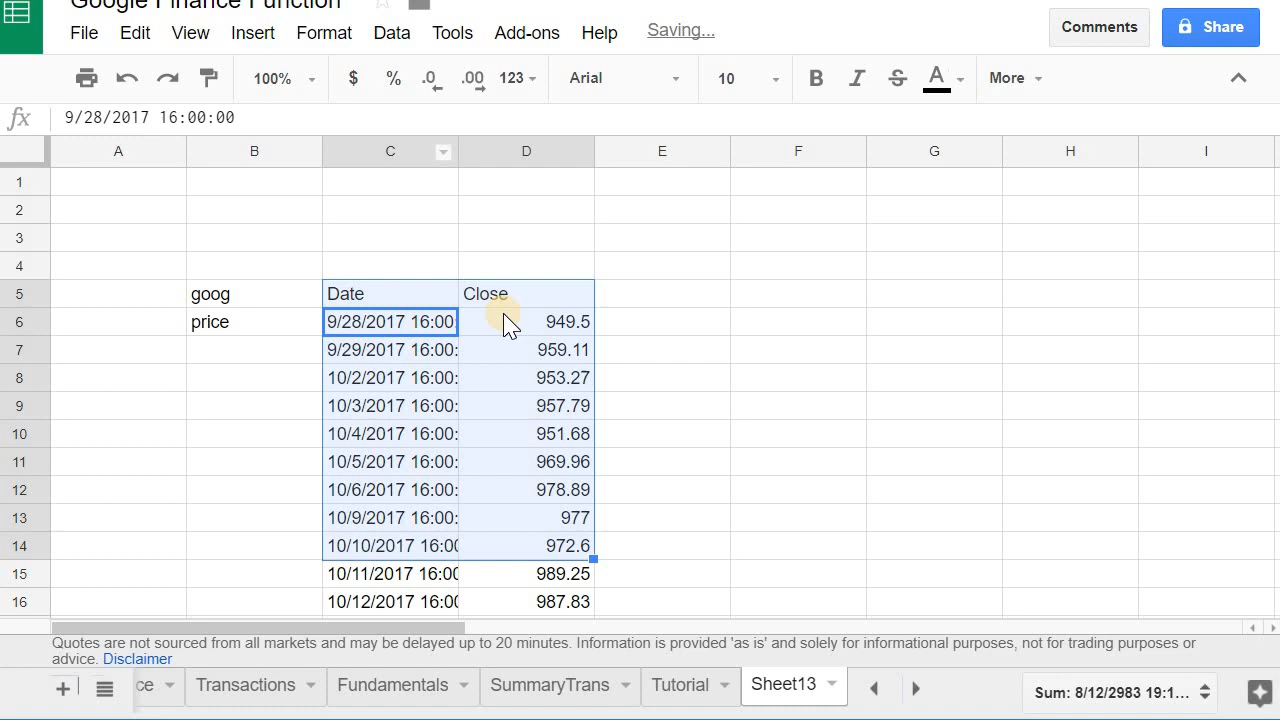 Google Finance Function
File Edit View Insert Format Data Tools Add-ons Help Saving... Comments Share
100% $ % .0 .00 123 Arial 10 B I S A More
fx 9/28/2017 16:00:00
A B C D E F G H I
1
2
3
4
5 goog Date Close
6 price 9/28/2017 16:00: 949.5
7 9/29/2017 16:00: 959.11
8 10/2/2017 16:00: 953.27
9 10/3/2017 16:00: 957.79
10 10/4/2017 16:00: 951.68
11 10/5/2017 16:00: 969.96
12 10/6/2017 16:00: 978.89
13 10/9/2017 16:00: 977
14 10/10/2017 16:00 972.6
15 10/11/2017 16:00 989.25
16 10/12/2017 16:00 987.83
Quotes are not sourced from all markets and may be delayed up to 20 minutes. Information is provided 'as is' and solely for informational purposes, not for trading purposes or
advice. Disclaimer
+ ce Transactions Fundamentals SummaryTrans Tutorial Sheet13 Sum: 8/12/2983 19:1...